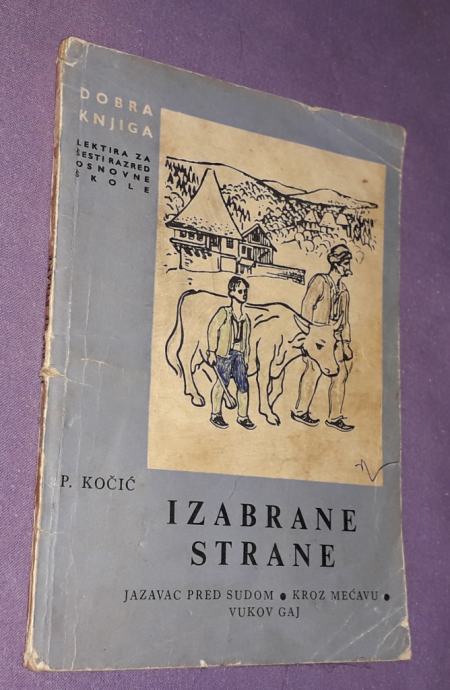 DOBRA
KNJIGA
LEKTIRA ZA
ŠESTI RAZRED
OSNOVNE
ŠKOLE
P. KOČIĆ
IZABRANE
STRANE
JAZAVAC PRED SUDOM • KROZ MEĆAVU •
VUKOV GAJ